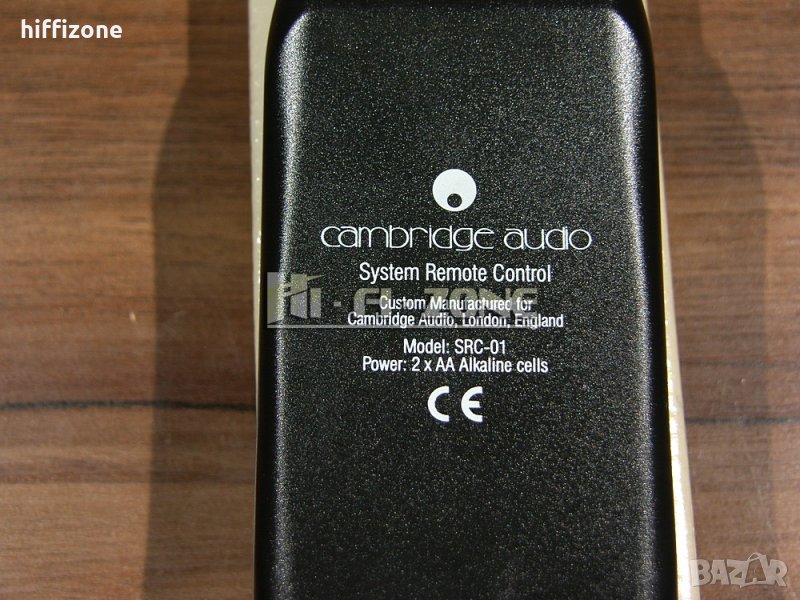 hiffizone
cambridge audio
System Remote Control
Hi - Fi ZONE
Custom Manufactured for
Cambridge Audio, London, England
Model: SRC-01
Power: 2 x AA Alkaline cells
CE
BAZAR